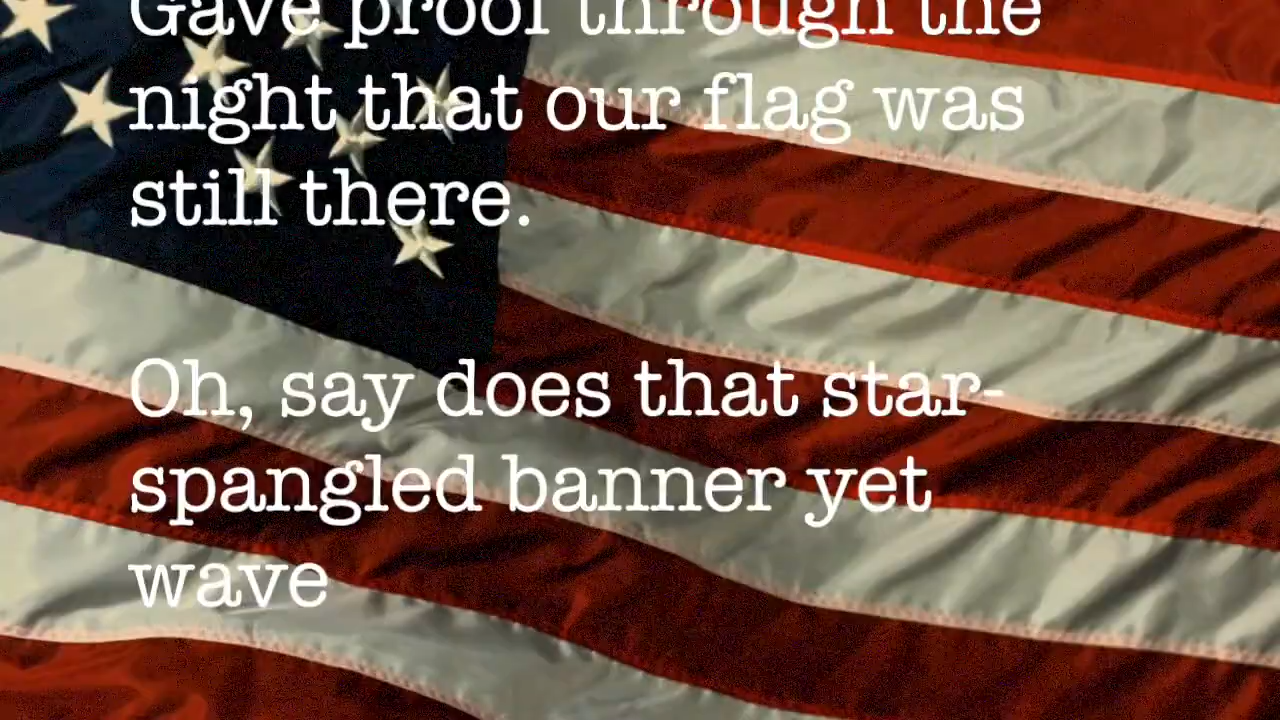 Gave proof through the
night that our flag was
still there.
Oh, say does that star-
spangled banner yet
wave